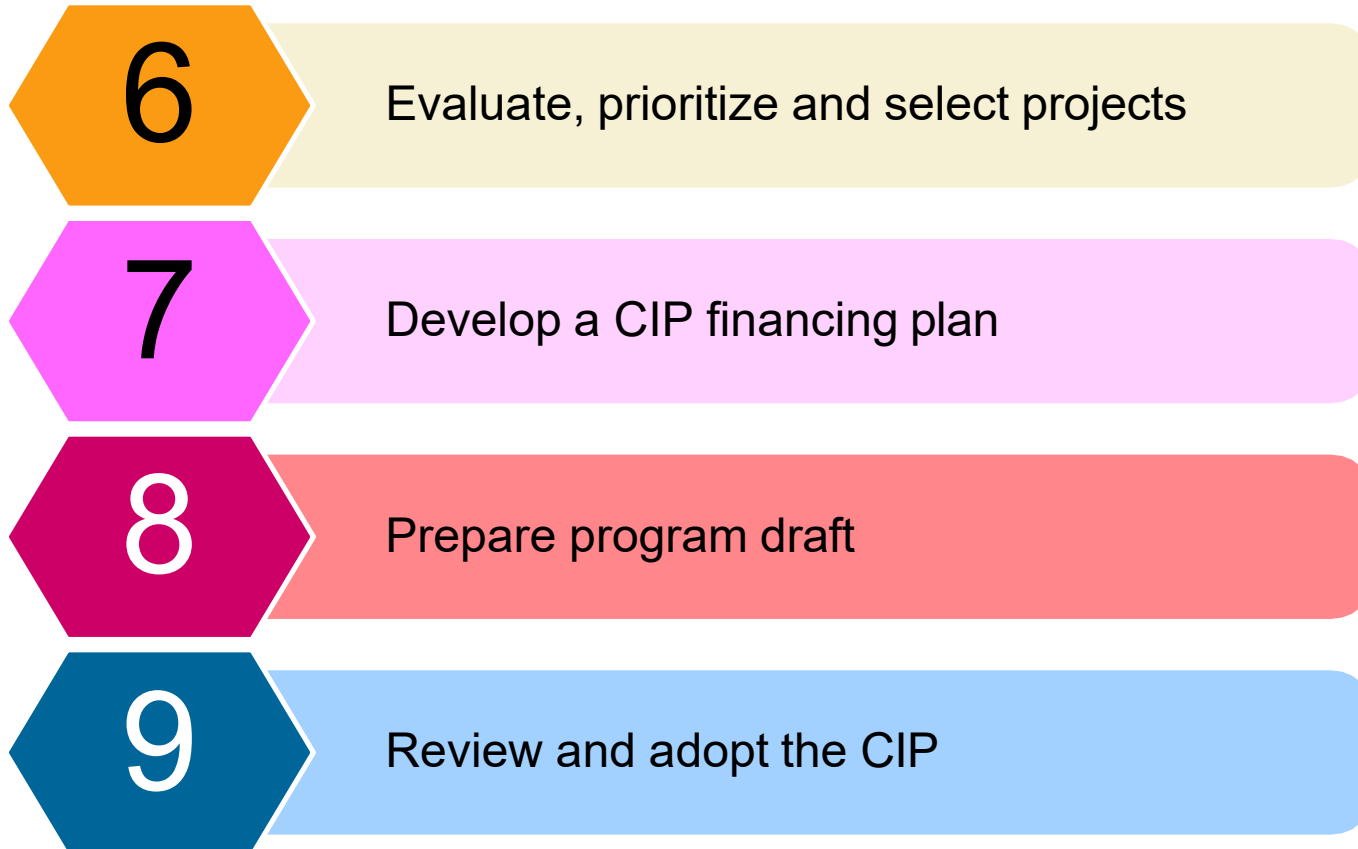 6
Evaluate, prioritize and select projects
7
Develop a CIP financing plan
8
Prepare program draft
9
Review and adopt the CIP